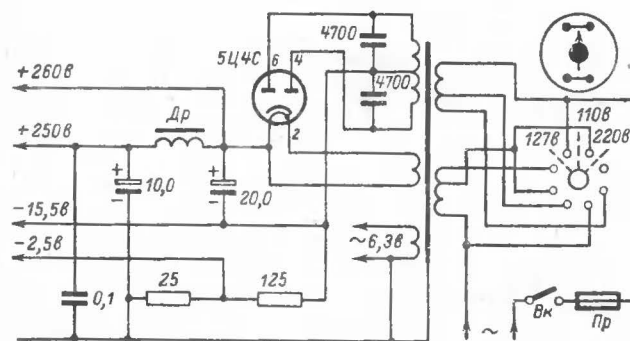 5Ц4С
6
4
2
4700
4700
+260в
+250в
Др
+
10,0
-
+
20,0
-
-15,5в
-2,5в
0,1
25
125
~6,3в
110в
127в
220в
~
Вк
Пр